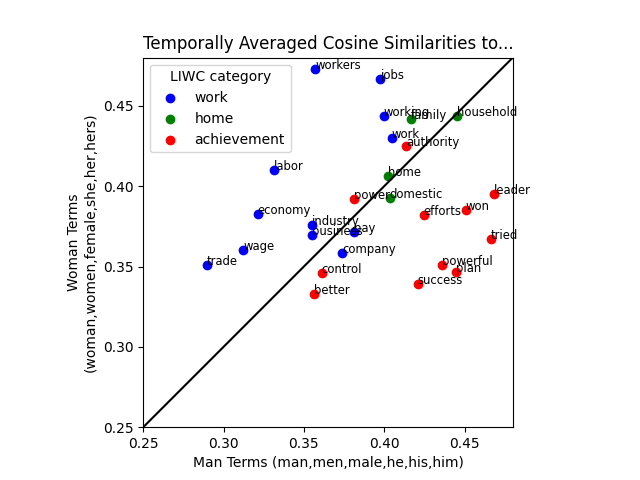 Temporally Averaged Cosine Similarities to...
LIWC category
work
home
achievement
workers
jobs
working
family
household
work
authority
labor
home
power
domestic
leader
economy
efforts
won
industry
business
pay
tried
wage
company
trade
control
powerful
plan
success
better
0.45
0.40
0.35
0.30
0.25
Woman Terms
(woman,women,female,she,her,hers)
0.25 0.30 0.35 0.40 0.45
Man Terms (man,men,male,he,his,him)